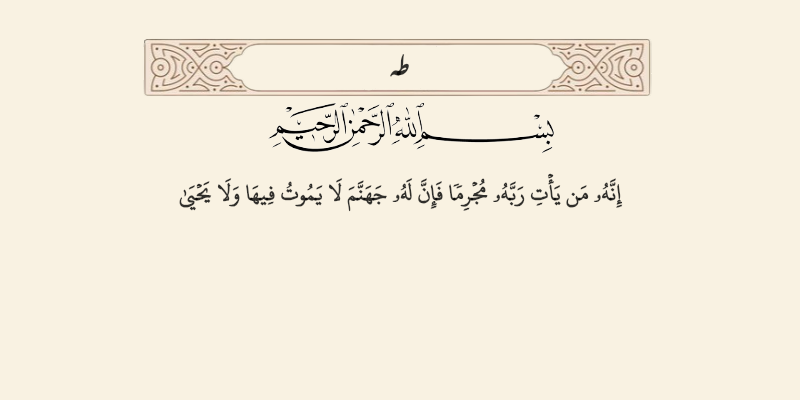 طه
بِسْمِ اللَّهِ الرَّحْمَٰنِ الرَّحِيمِ
إِنَّهُۥ مَن يَأْتِ رَبَّهُۥ مُجْرِمًا فَإِنَّ لَهُۥ جَهَنَّمَ لَا يَمُوتُ فِيهَا وَلَا يَحْيَىٰ